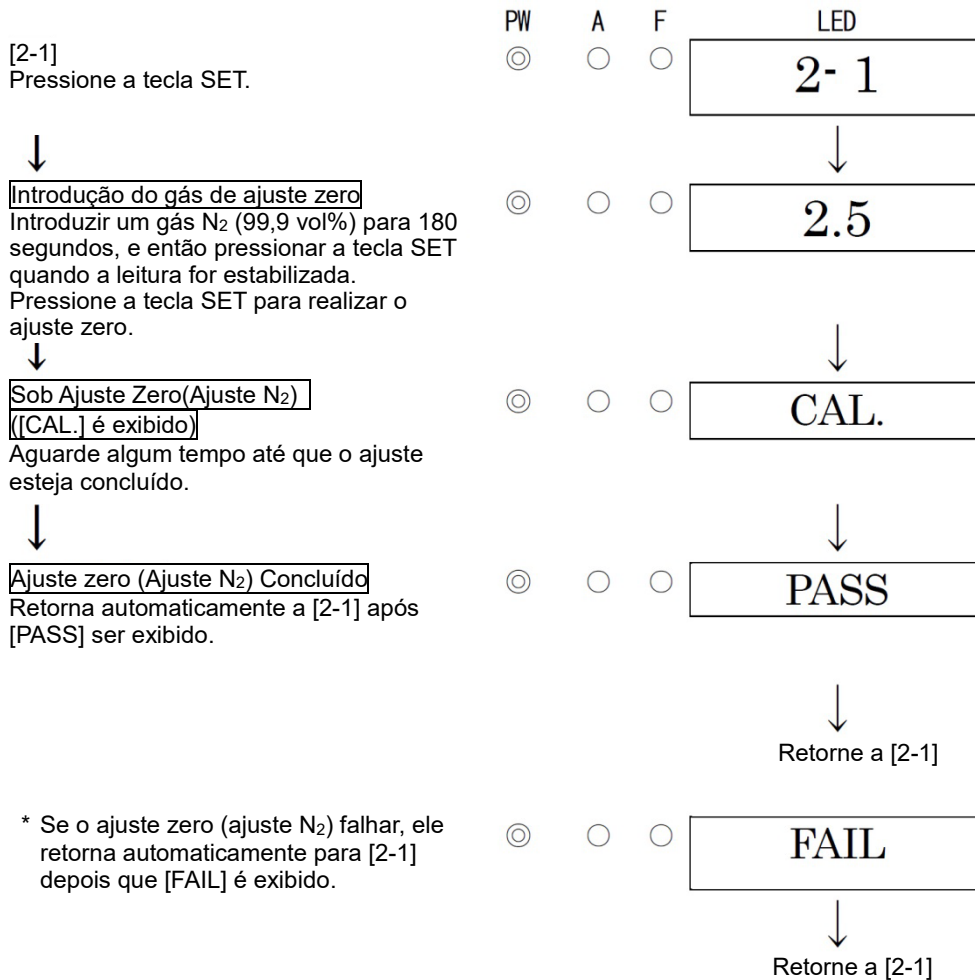 PW A F LED
[2-1]
Pressione a tecla SET.
2- 1
Introdução do gás de ajuste zero
Introduzir um gás N2 (99,9 vol%) para 180
segundos, e então pressionar a tecla SET
quando a leitura for estabilizada.
Pressione a tecla SET para realizar o
ajuste zero.
2.5
Sob Ajuste Zero(Ajuste N2)
([CAL.] é exibido)
Aguarde algum tempo até que o ajuste
esteja concluído.
CAL.
Ajuste zero (Ajuste N2) Concluído
Retorna automaticamente a [2-1] após
[PASS] ser exibido.
PASS
Retorne a [2-1]
* Se o ajuste zero (ajuste N2) falhar, ele
retorna automaticamente para [2-1]
depois que [FAIL] é exibido.
FAIL
Retorne a [2-1]